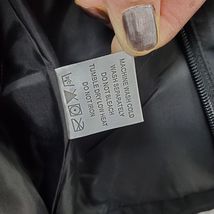 MACHINE WASH COLD
WASH SEPARATELY
DO NOT BLEACH
TUMBLE DRY LOW HEAT
DO NOT IRON